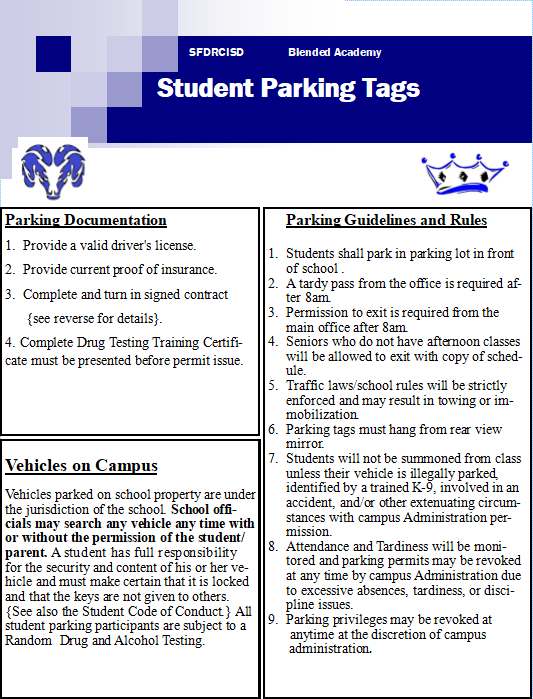 SFDRCISD Blended Academy
Student Parking Tags
Parking Documentation
1. Provide a valid driver's license.
2. Provide current proof of insurance.
3. Complete and turn in signed contract
{see reverse for details}.
4. Complete Drug Testing Training Certifi-
cate must be presented before permit issue.
Vehicles on Campus
Vehicles parked on school property are under
the jurisdiction of the school. School offi-
cials may search any vehicle any time with
or without the permission of the student/
parent. A student has full responsibility
for the security and content of his or her ve-
hicle and must make certain that it is locked
and that the keys are not given to others.
{See also the Student Code of Conduct.} All
student parking participants are subject to a
Random Drug and Alcohol Testing.
Parking Guidelines and Rules
1. Students shall park in parking lot in front
of school .
2. A tardy pass from the office is required af-
ter 8am.
3. Permission to exit is required from the
main office after 8am.
4. Seniors who do not have afternoon classes
will be allowed to exit with copy of sched-
ule.
5. Traffic laws/school rules will be strictly
enforced and may result in towing or im-
mobilization.
6. Parking tags must hang from rear view
mirror.
7. Students will not be summoned from class
unless their vehicle is illegally parked,
identified by a trained K-9, involved in an
accident, and/or other extenuating circum-
stances with campus Administration per-
mission.
8. Attendance and Tardiness will be moni-
tored and parking permits may be revoked
at any time by campus Administration due
to excessive absences, tardiness, or disci-
pline issues.
9. Parking privileges may be revoked at
anytime at the discretion of campus
administration.